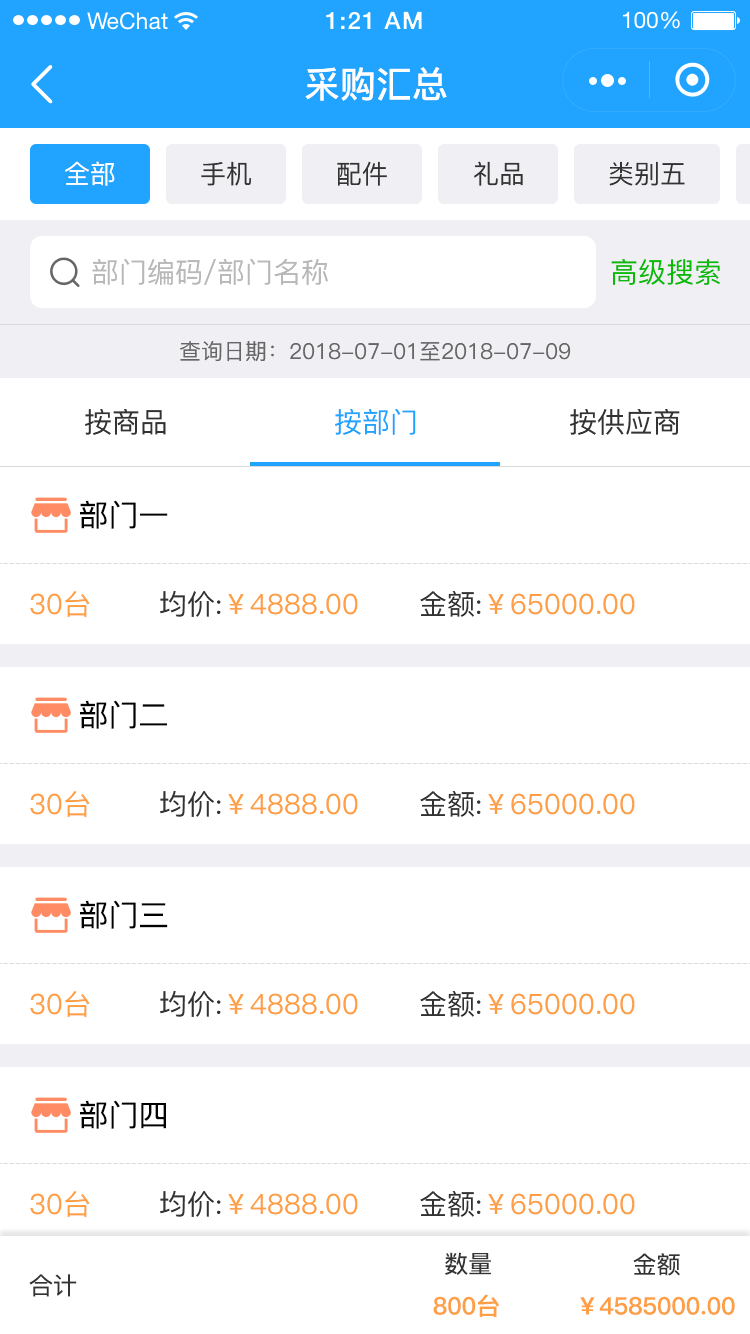 WeChat 1:21 AM 100%
采购汇总
全部 手机 配件 礼品 类别五
部门编码/部门名称 高级搜索
查询日期：2018-07-01至2018-07-09
按商品 按部门 按供应商
部门一
30台 均价:￥4888.00 金额:￥65000.00
部门二
30台 均价:￥4888.00 金额:￥65000.00
部门三
30台 均价:￥4888.00 金额:￥65000.00
部门四
30台 均价:￥4888.00 金额:￥65000.00
数量 金额
合计
800台 ￥4585000.00